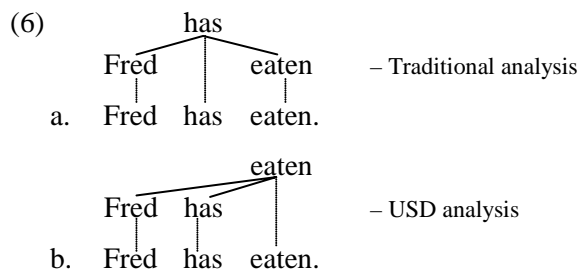 (6) has
Fred eaten – Traditional analysis
a. Fred has eaten.
eaten
Fred has – USD analysis
b. Fred has eaten.